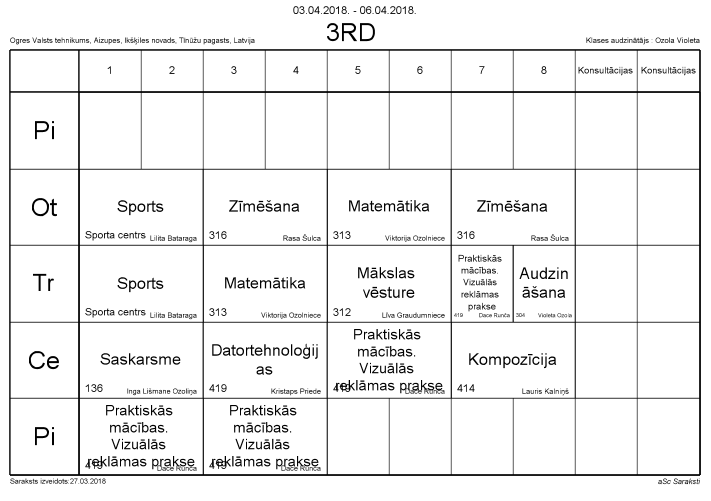 03.04.2018. - 06.04.2018.
Ogres Valsts tehnikums, Aizupes, Ikšķiles novads, Tīnūžu pagasts, Latvija
3RD
Klases audzinātājs : Ozola Violeta
1 2 3 4 5 6 7 8 Konsultācijas Konsultācijas
Pi
Ot
Sports
Sporta centrs Lilita Bataraga
Zīmēšana
316 Rasa Šulca
Matemātika
313 Viktorija Ozolniece
Zīmēšana
316 Rasa Šulca
Tr
Sports
Sporta centrs Lilita Bataraga
Matemātika
313 Viktorija Ozolniece
Mākslas
vēsture
312 Līva Graudumniece
Praktiskās
mācības.
Vizuālās
reklāmas
prakse
419 Dace Runča
Audzin
āšana
304 Violeta Ozola
Ce
Saskarsme
136 Inga Lišmane Ozoliņa
Datortehnoloģij
as
419 Kristaps Priede
Praktiskās
mācības.
Vizuālās
reklāmas prakse
419 Dace Runča
Kompozīcija
414 Lauris Kalniņš
Pi
Praktiskās
mācības.
Vizuālās
reklāmas prakse
419 Dace Runča
Praktiskās
mācības.
Vizuālās
reklāmas prakse
419 Dace Runča
Saraksts izveidots:27.03.2018
aSc Saraksti